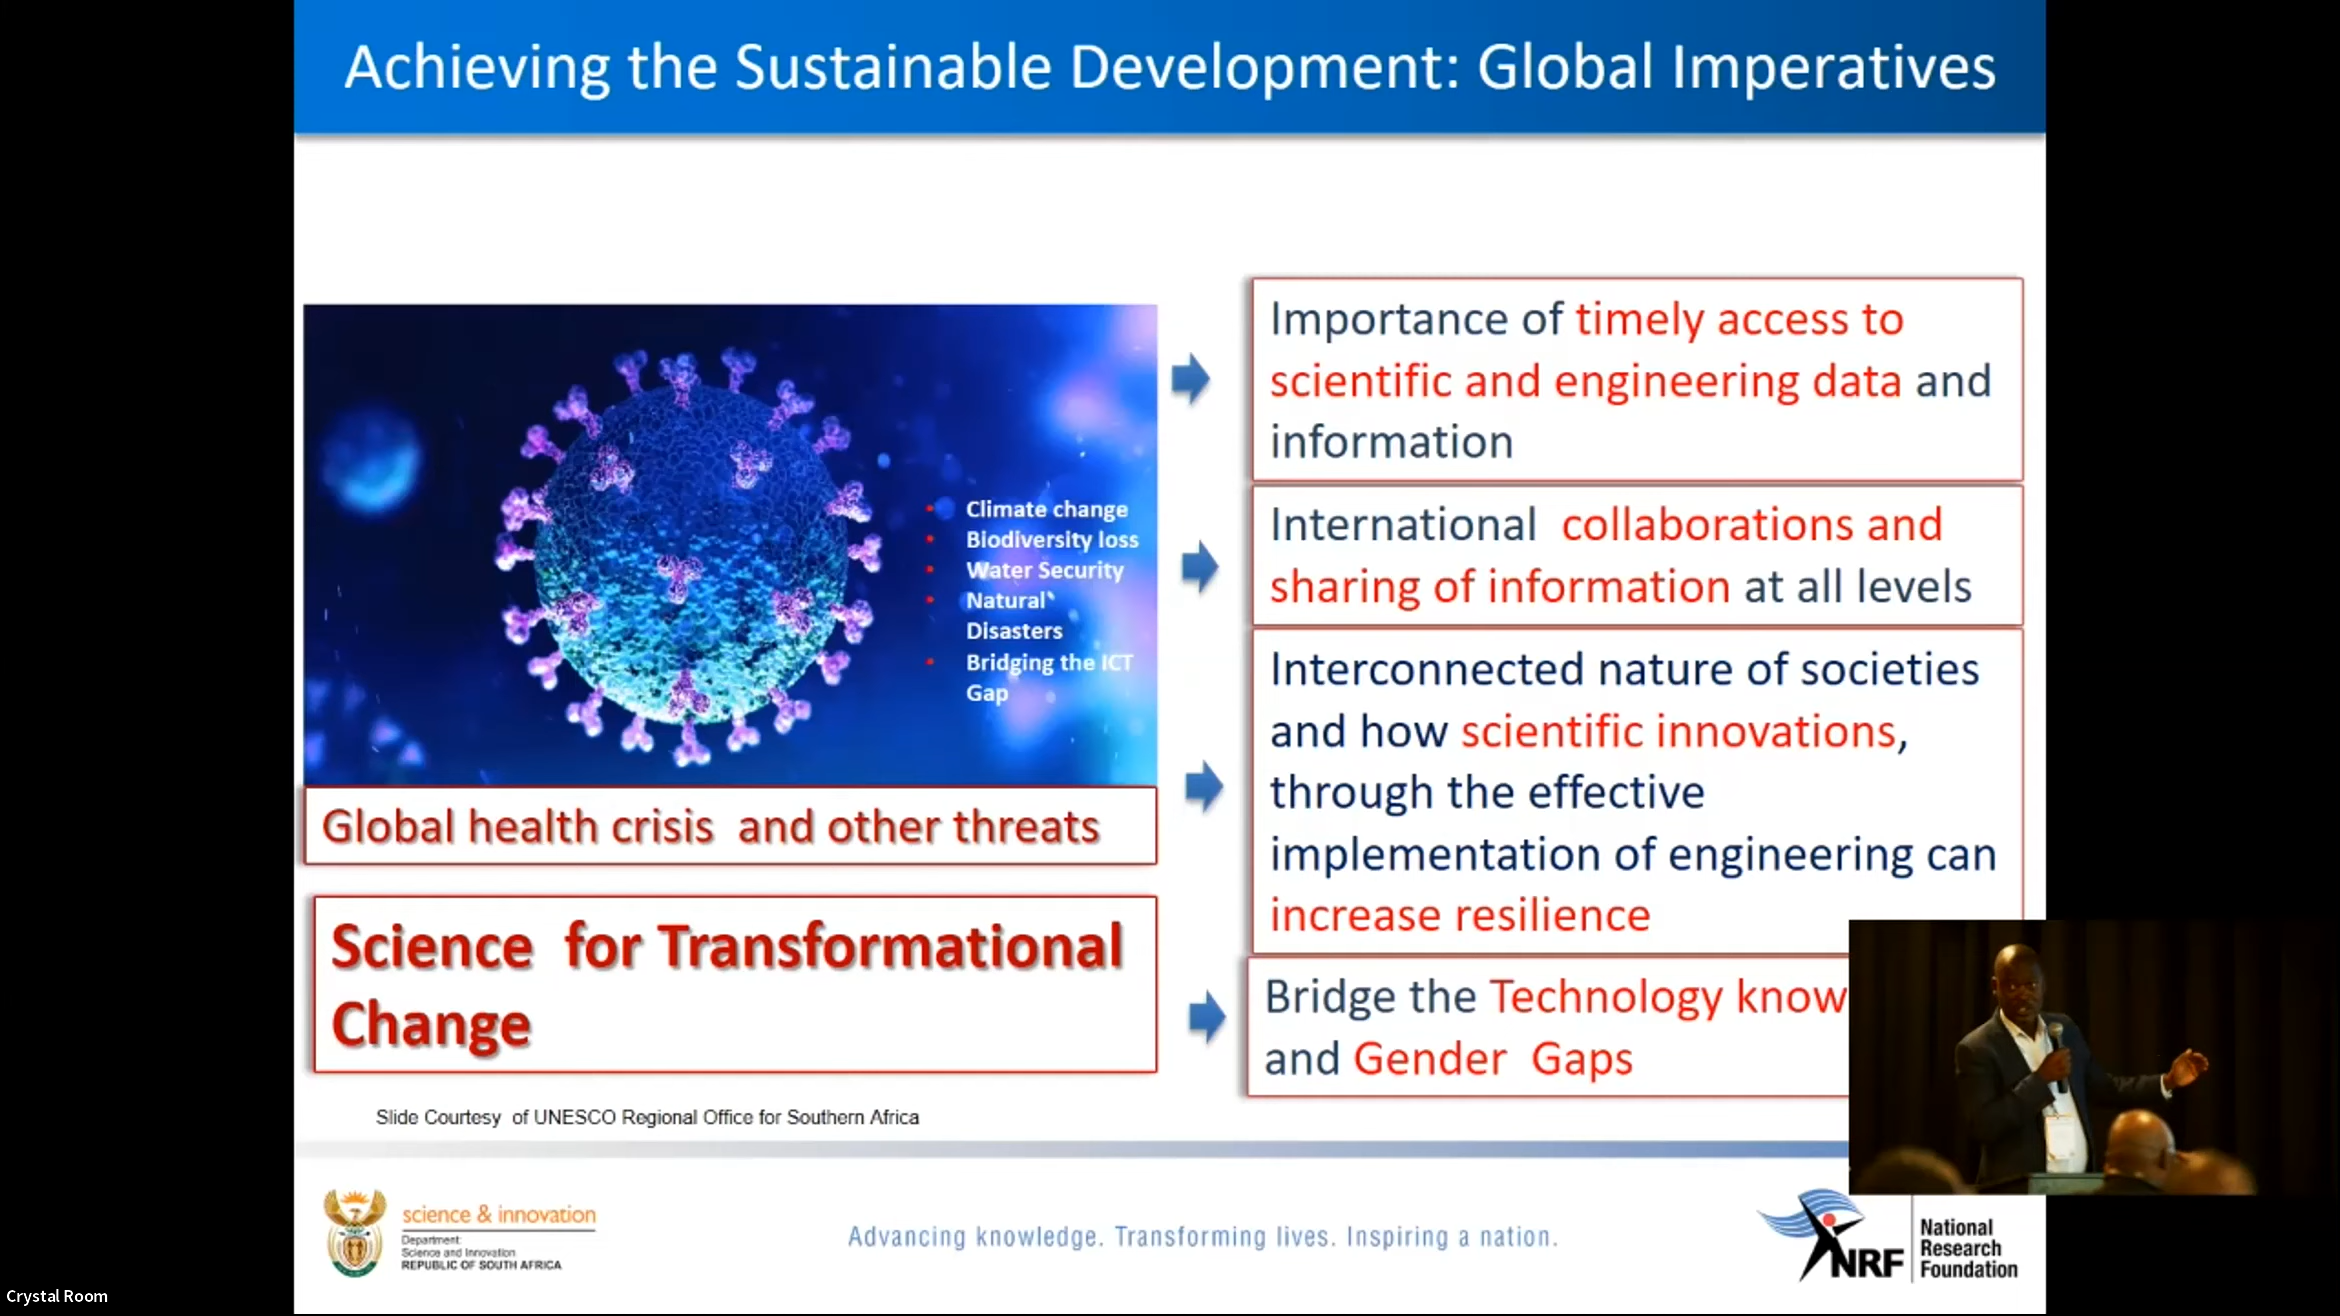 Achieving the Sustainable Development: Global Imperatives
Climate change
Biodiversity loss
Water Security
Natural
Disasters
Bridging the ICT
Gap
Global health crisis and other threats
Science for Transformational
Change
Importance of timely access to
scientific and engineering data and
information
International collaborations and
sharing of information at all levels
Interconnected nature of societies
and how scientific innovations,
through the effective
implementation of engineering can
increase resilience
Bridge the Technology know
and Gender Gaps
Slide Courtesy of UNESCO Regional Office for Southern Africa
science & innovation
Department:
Science and Innovation
REPUBLIC OF SOUTH AFRICA
Advancing knowledge. Transforming lives. Inspiring a nation.
NRF
National
Research
Foundation
Crystal Room